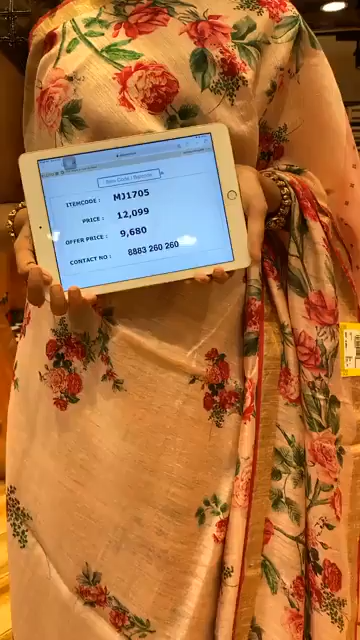 ITEMCODE : MJ1705
PRICE : 12,099
OFFER PRICE : 9,680
CONTACT NO : 8883 260 260